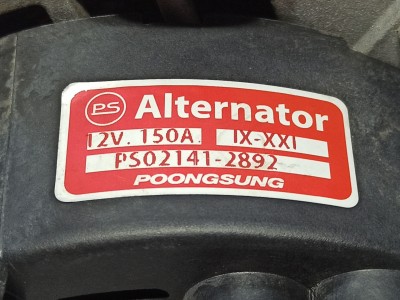 PS Alternator
12V. 150A. IX-XXI
PS02141-2892
POONGSUNG